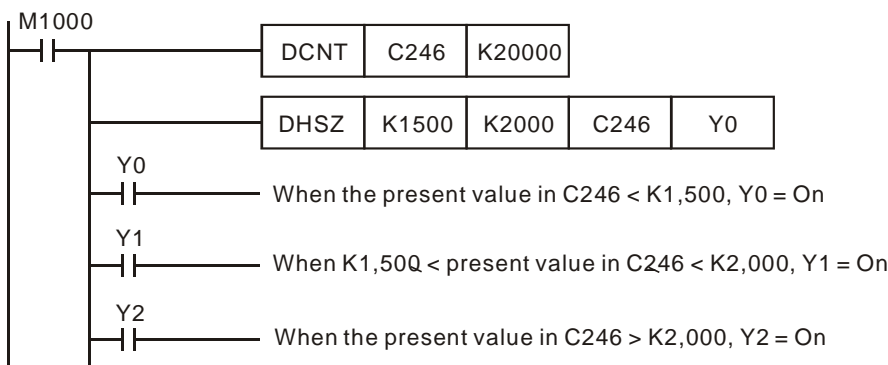 M1000
DCNT C246 K20000
DHSZ K1500 K2000 C246 Y0
Y0
When the present value in C246 < K1,500, Y0 = On
Y1
When K1,500 < present value in C246 < K2,000, Y1 = On
Y2
When the present value in C246 > K2,000, Y2 = On